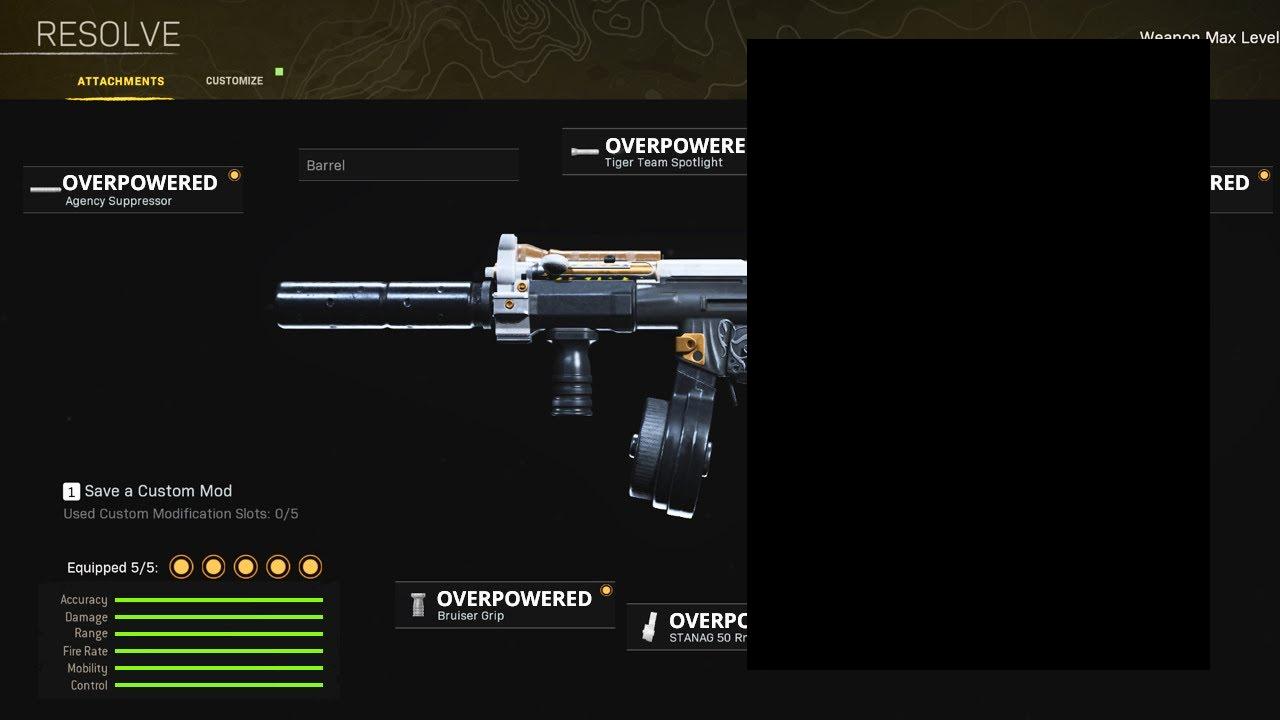 RESOLVE
Weapon Max Level
ATTACHMENTS
CUSTOMIZE
OVERPOWERE
Tiger Team Spotlight
Barrel
OVERPOWERED
Agency Suppressor
RED
1 Save a Custom Mod
Used Custom Modification Slots: 0/5
Equipped 5/5:
Accuracy
Damage
Range
Fire Rate
Mobility
Control
OVERPOWERED
Bruiser Grip
OVERPO
STANAG 50